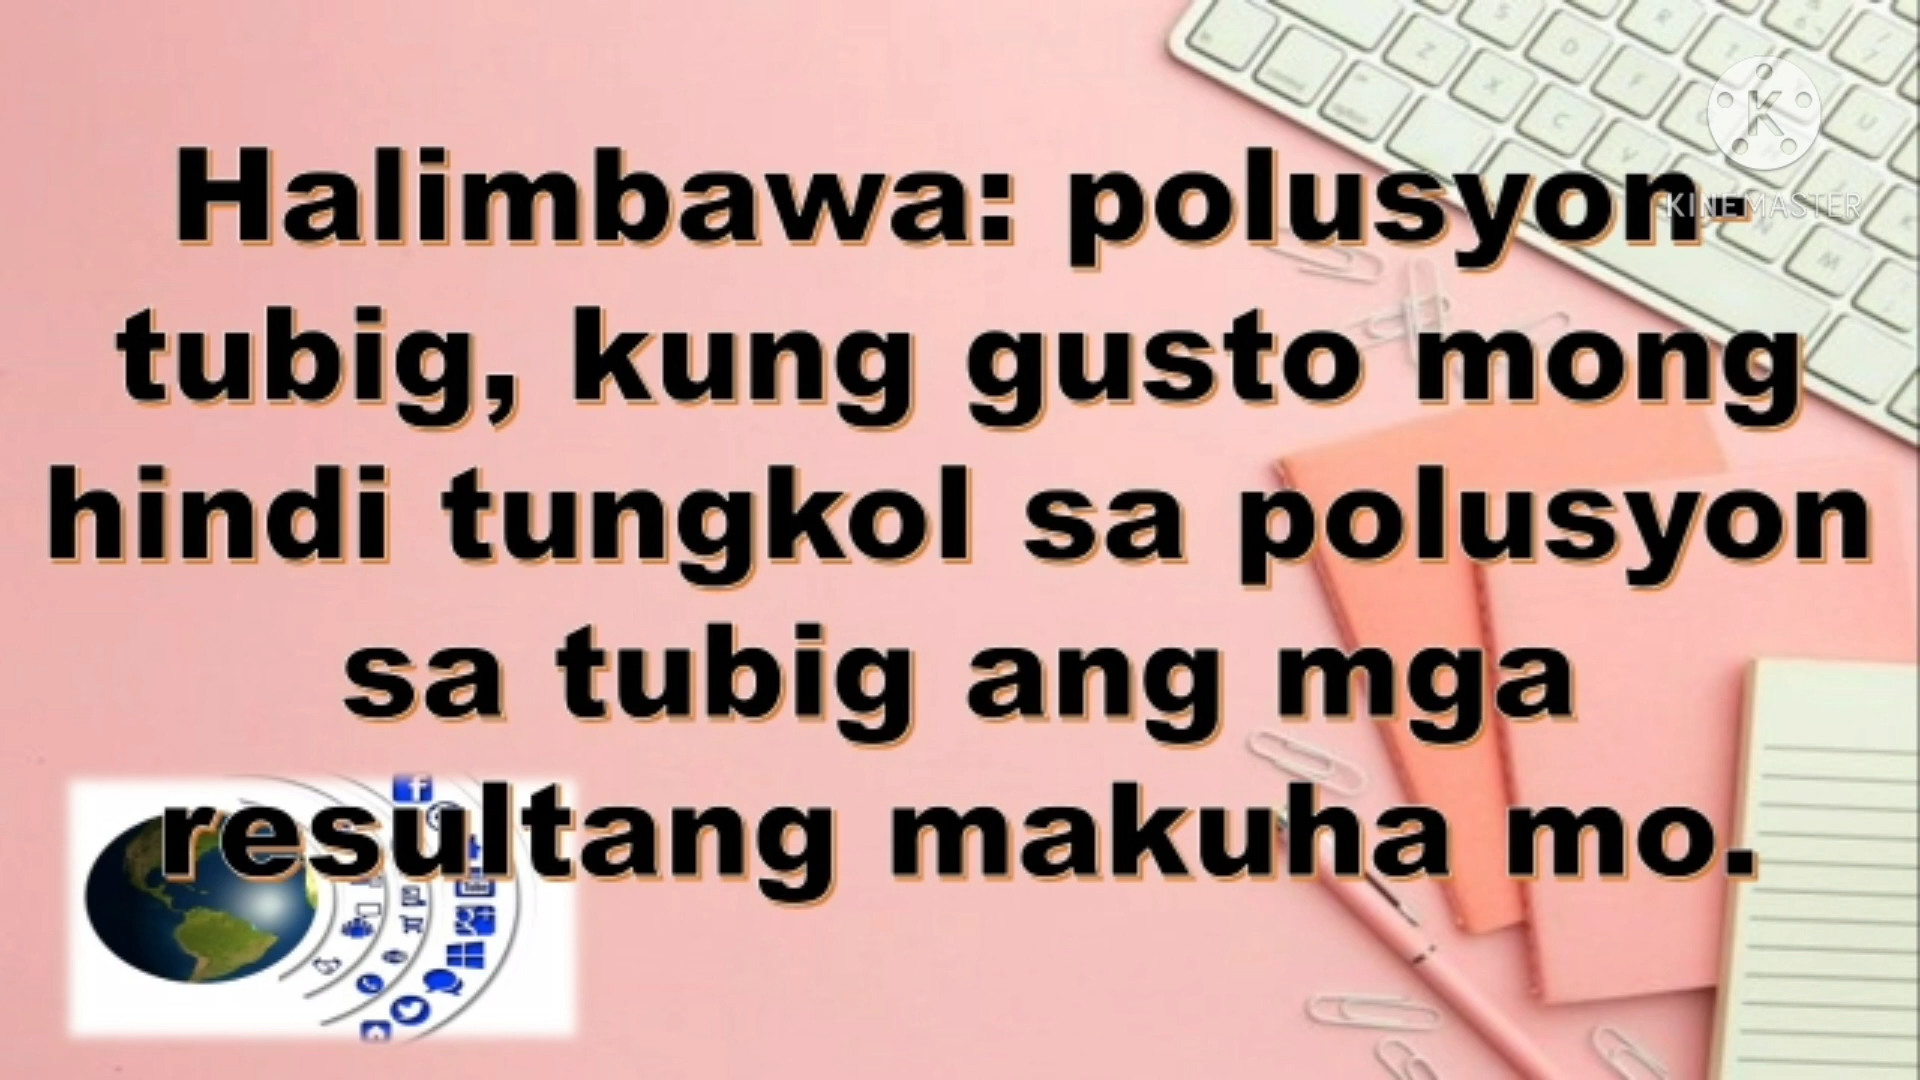 Halimbawa: polusyon-
tubig, kung gusto mong
hindi tungkol sa polusyon
sa tubig ang mga
resultang makuha mo.
KINEMASTER